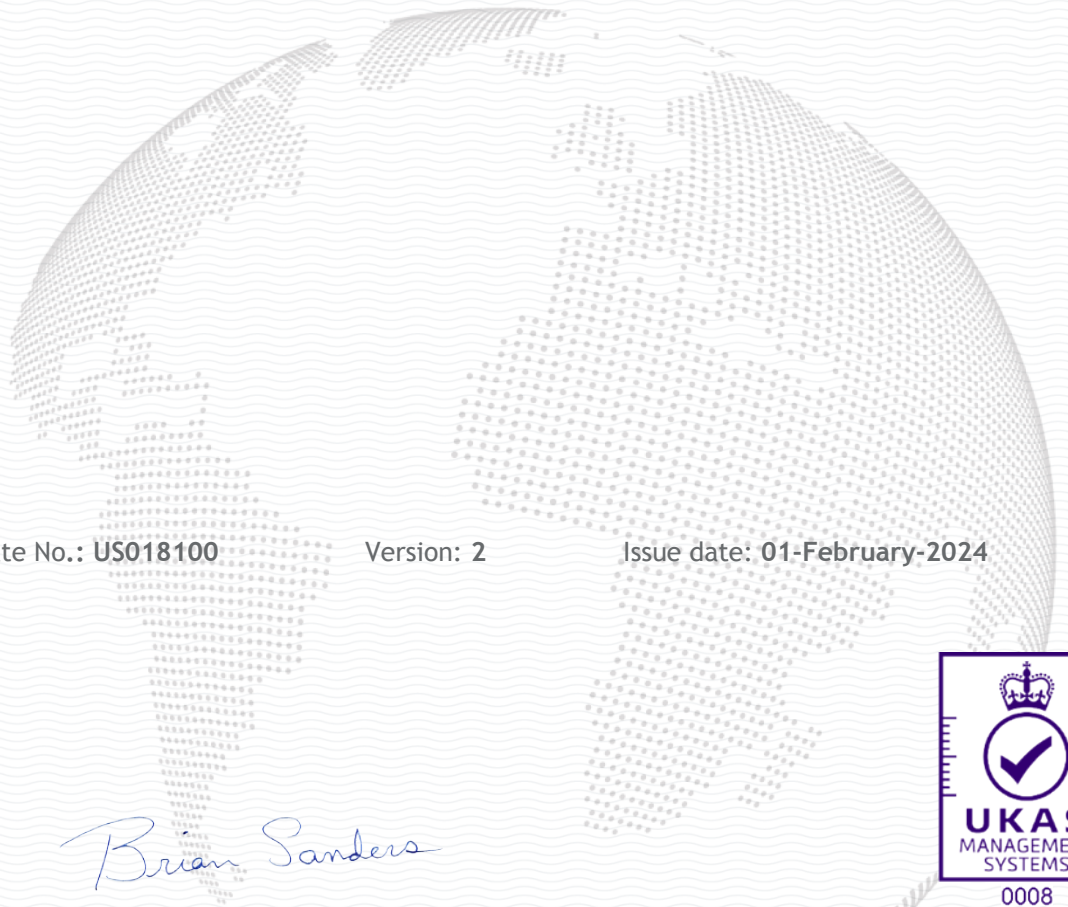 te No.: US018100 Version: 2 Issue date: 01-February-2024
Brian Sanders
UKAS
MANAGEME
SYSTEMS
0008